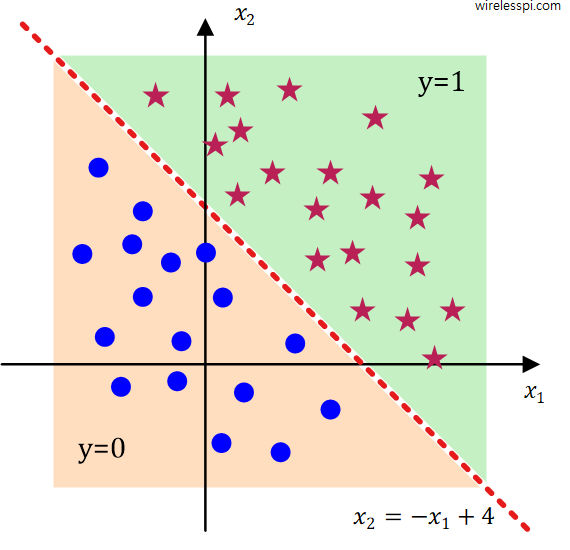 wirelesspi.com
x₂
y=1
x₁
y=0
x₂ = −x₁ + 4